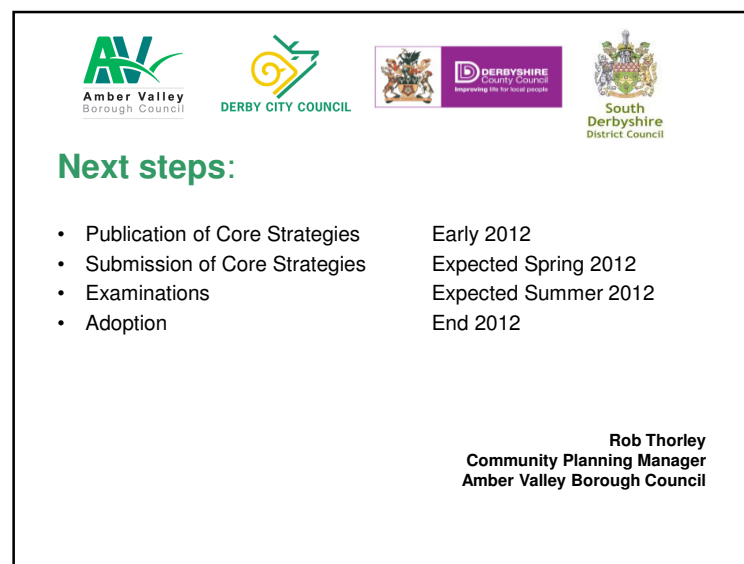 AV
Amber Valley
Borough Council
DERBY CITY COUNCIL
DERBYSHIRE
County Council
Improving life for local people
South
Derbyshire
District Council
Next steps:
• Publication of Core Strategies Early 2012
• Submission of Core Strategies Expected Spring 2012
• Examinations Expected Summer 2012
• Adoption End 2012
Rob Thorley
Community Planning Manager
Amber Valley Borough Council